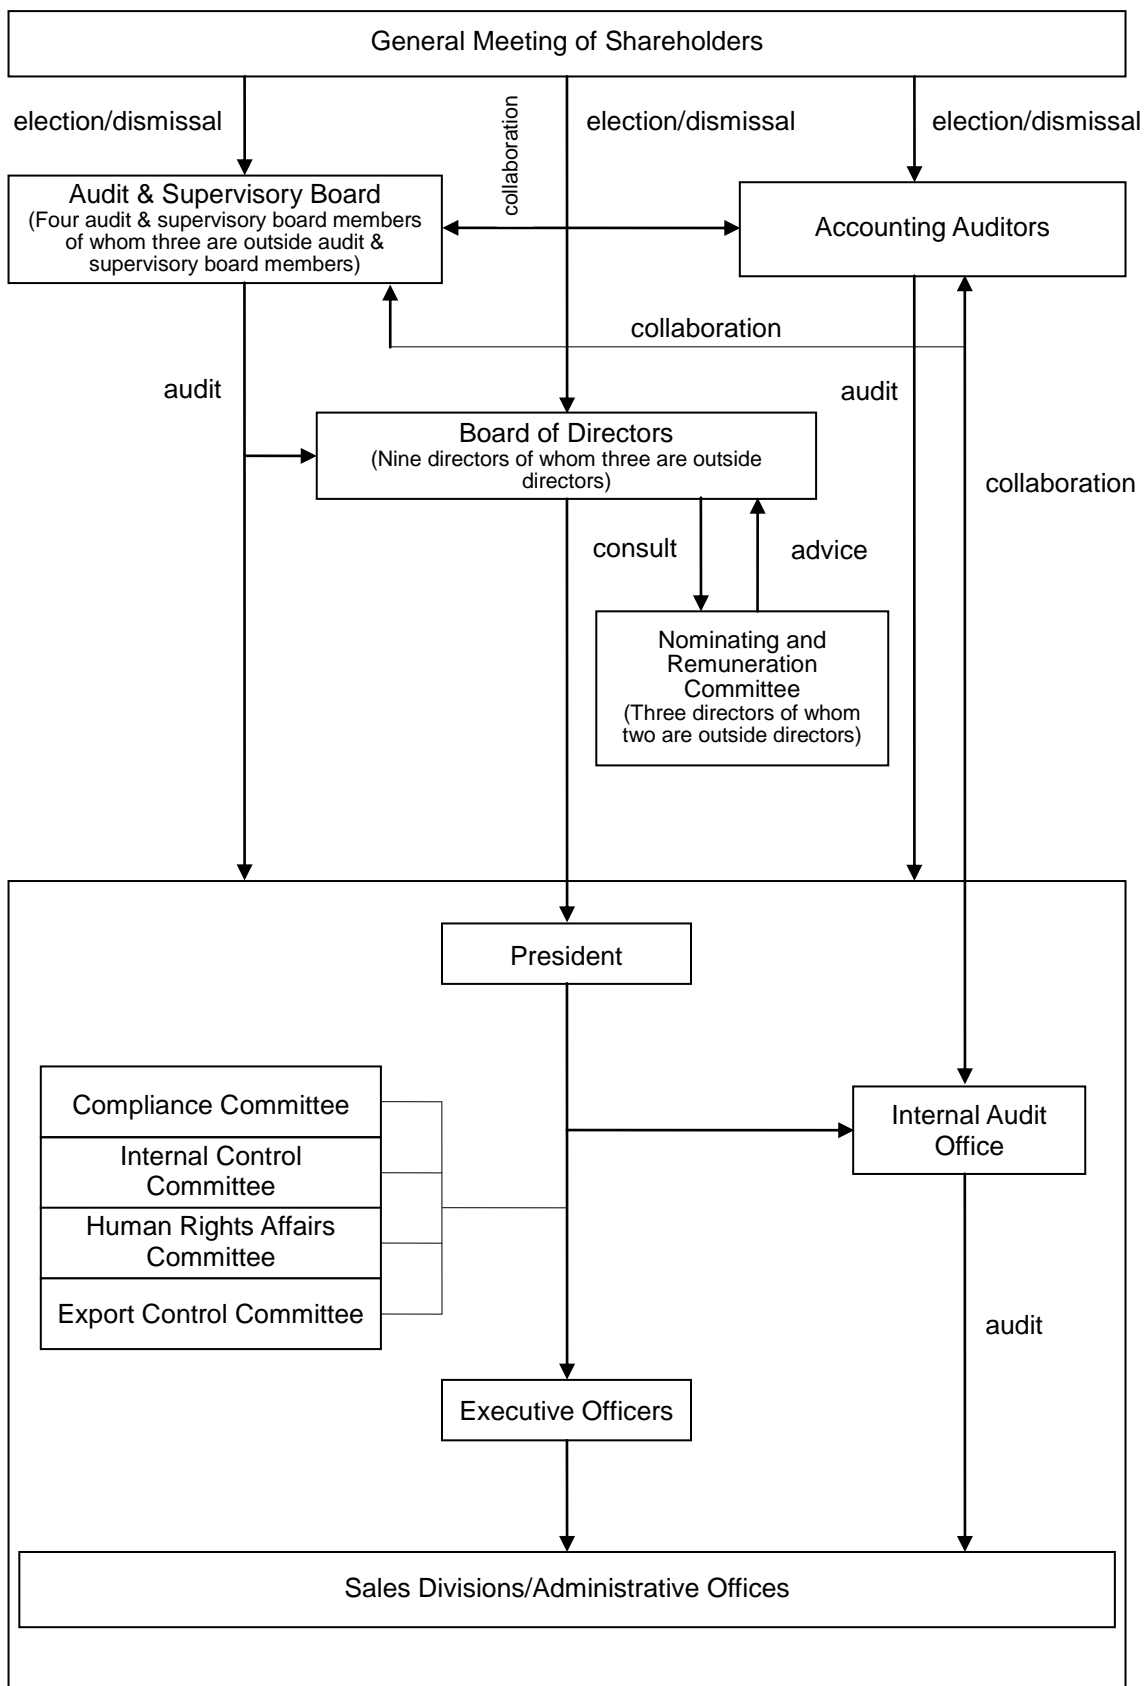 General Meeting of Shareholders
election/dismissal
collaboration
election/dismissal
election/dismissal
Audit & Supervisory Board
(Four audit & supervisory board members
of whom three are outside audit &
supervisory board members)
Accounting Auditors
collaboration
audit
audit
Board of Directors
(Nine directors of whom three are outside
directors)
collaboration
consult
advice
Nominating and
Remuneration
Committee
(Three directors of whom
two are outside directors)
President
Compliance Committee
Internal Control
Committee
Human Rights Affairs
Committee
Export Control Committee
Internal Audit
Office
audit
Executive Officers
Sales Divisions/Administrative Offices